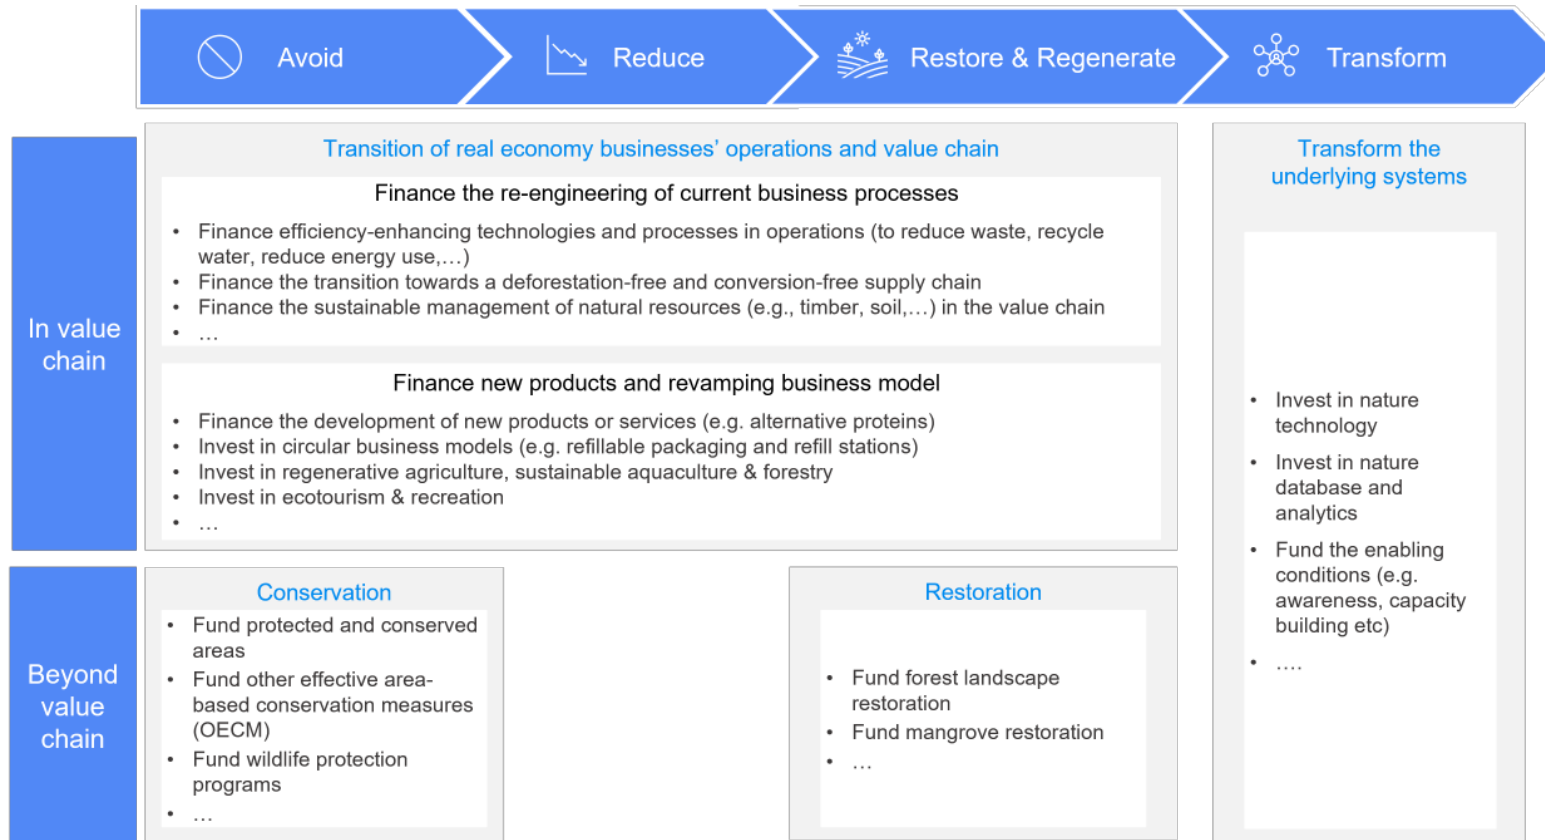 Avoid
Reduce
Restore & Regenerate
Transform
In value
chain
Transition of real economy businesses’ operations and value chain
Finance the re-engineering of current business processes
• Finance efficiency-enhancing technologies and processes in operations (to reduce waste, recycle
water, reduce energy use,…)
• Finance the transition towards a deforestation-free and conversion-free supply chain
• Finance the sustainable management of natural resources (e.g., timber, soil,…) in the value chain
• …
Finance new products and revamping business model
• Finance the development of new products or services (e.g. alternative proteins)
• Invest in circular business models (e.g. refillable packaging and refill stations)
• Invest in regenerative agriculture, sustainable aquaculture & forestry
• Invest in ecotourism & recreation
• …
Transform the
underlying systems
• Invest in nature
technology
• Invest in nature
database and
analytics
• Fund the enabling
conditions (e.g.
awareness, capacity
building etc)
• ….
Beyond
value
chain
Conservation
• Fund protected and conserved
areas
• Fund other effective area-
based conservation measures
(OECM)
• Fund wildlife protection
programs
• …
Restoration
• Fund forest landscape
restoration
• Fund mangrove restoration
• …